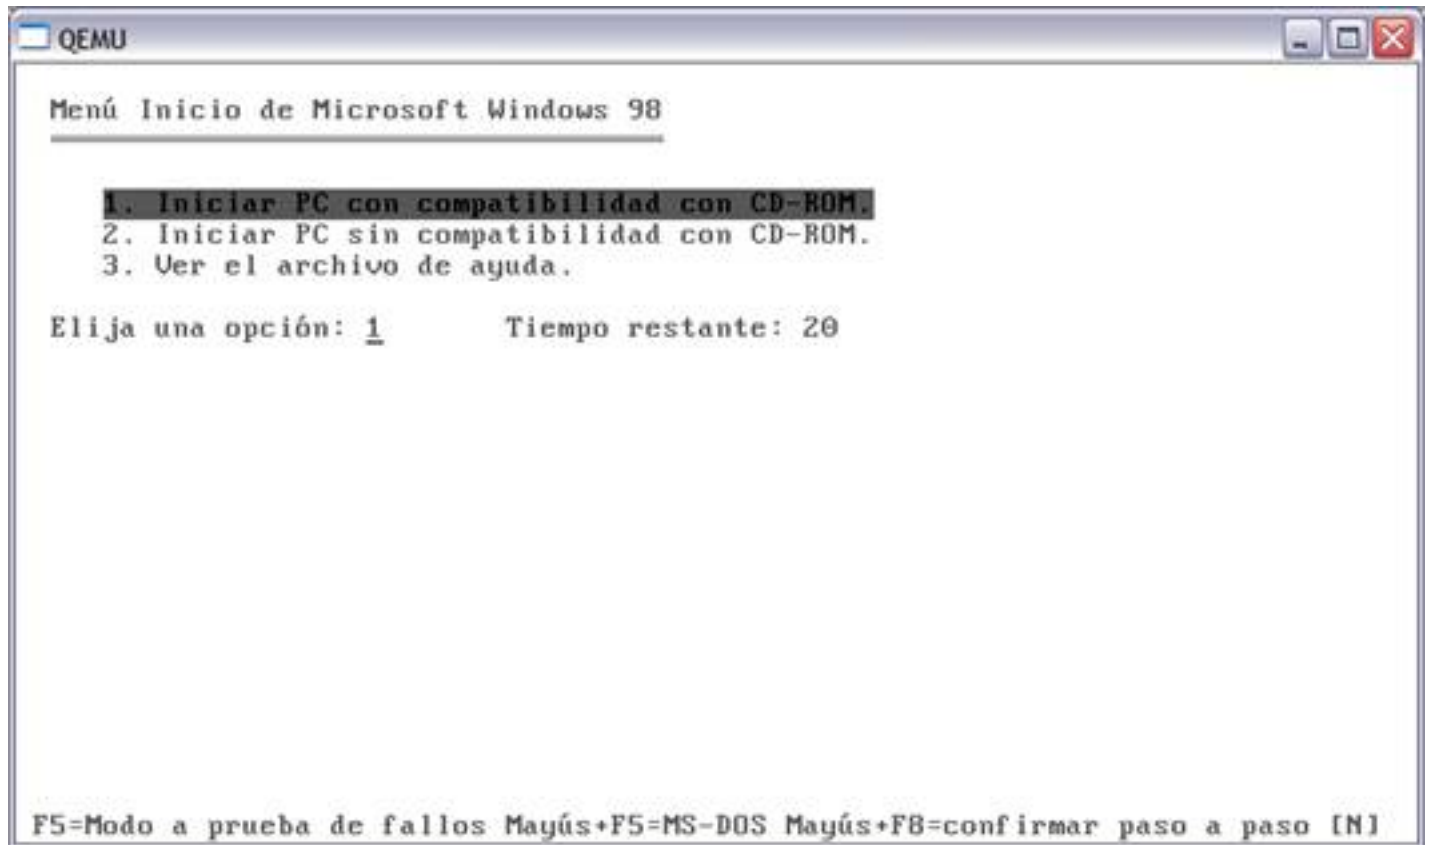 QEMU
Menú Inicio de Microsoft Windows 98
1. Iniciar PC con compatibilidad con CD-ROM.
2. Iniciar PC sin compatibilidad con CD-ROM.
3. Ver el archivo de ayuda.
Elija una opción: 1 Tiempo restante: 20
F5=Modo a prueba de fallos Mayús+F5=MS-DOS Mayús+F8=confirmar paso a paso [N]